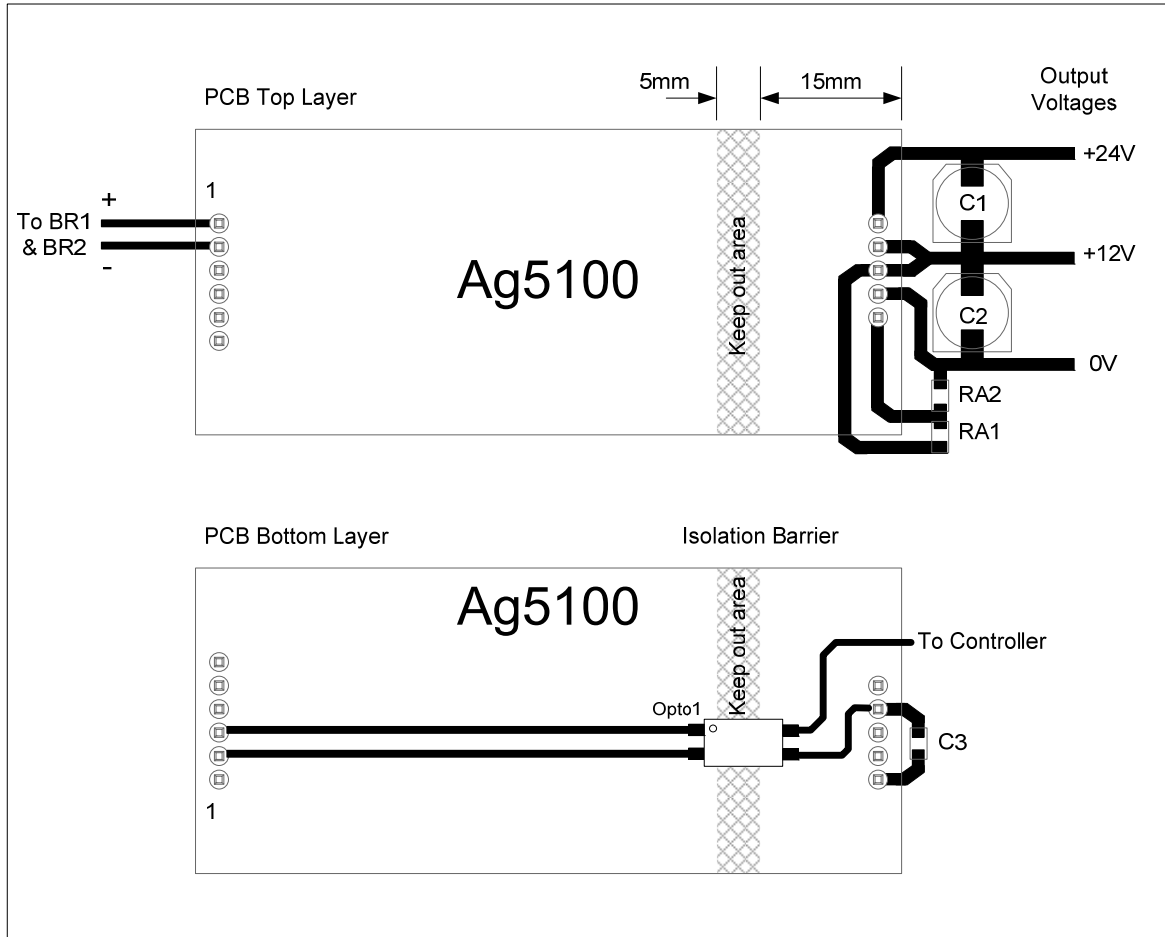 PCB Top Layer
5mm
15mm
Output
Voltages
+24V
1
+
To BR1
& BR2
-
Ag5100
Keep out area
C1
+12V
C2
0V
RA2
RA1
PCB Bottom Layer
Isolation Barrier
Ag5100
Keep out area
To Controller
Opto1
C3
1